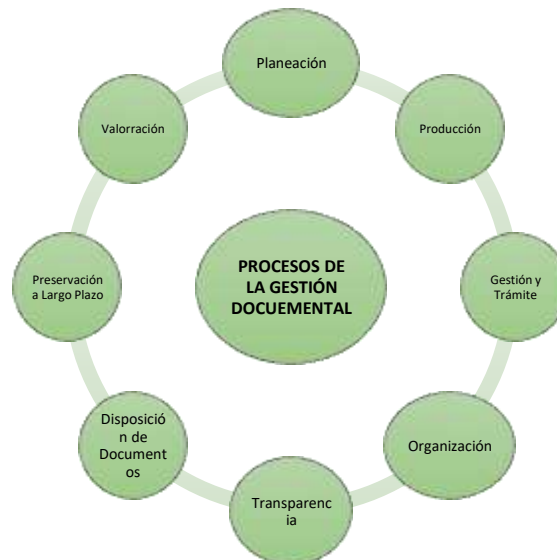 Planeación
Producción
Gestión y
Trámite
Organización
Transparenc
ia
Disposició
n de
Document
os
Preservación
a Largo Plazo
Valorración
PROCESOS DE
LA GESTIÓN
DOCUEMENTAL